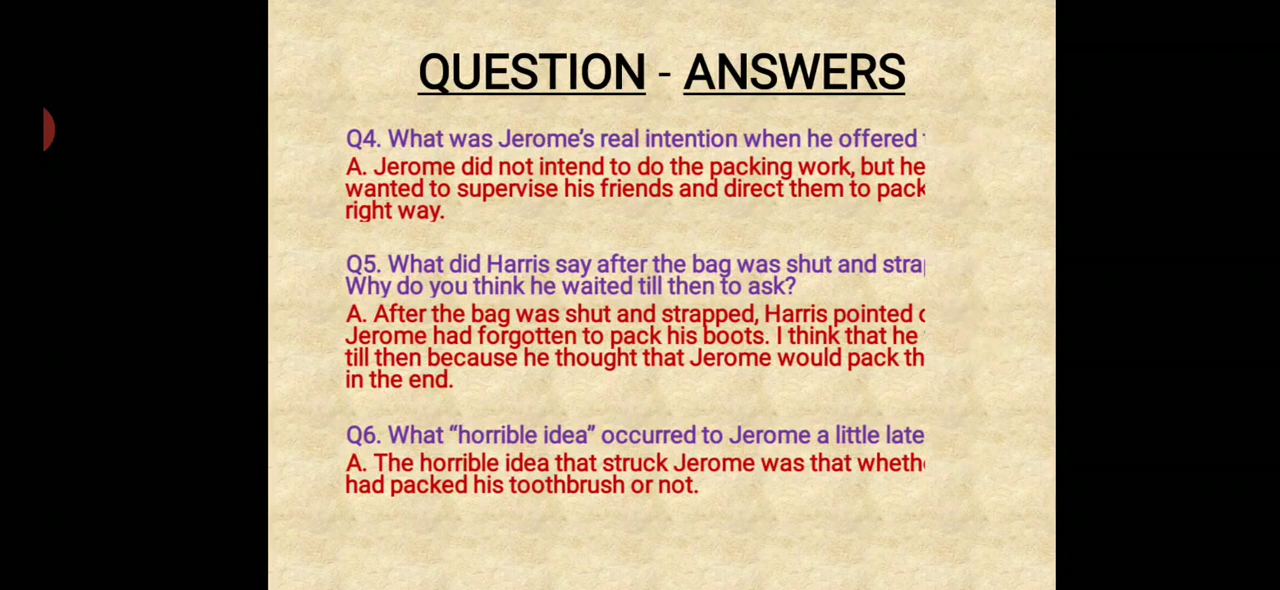 QUESTION - ANSWERS
Q4. What was Jerome's real intention when he offered
A. Jerome did not intend to do the packing work, but he
wanted to supervise his friends and direct them to pack
right way.
Q5. What did Harris say after the bag was shut and
Why do you think he waited till then to ask?
A. After the bag was shut and strapped, Harris pointed
Jerome had forgotten to pack his boots. I think that he
till then because he thought that Jerome would pack
in the end.
Q6. What “horrible idea” occurred to Jerome a little
A. The horrible idea that struck Jerome was that
had packed his toothbrush or not.